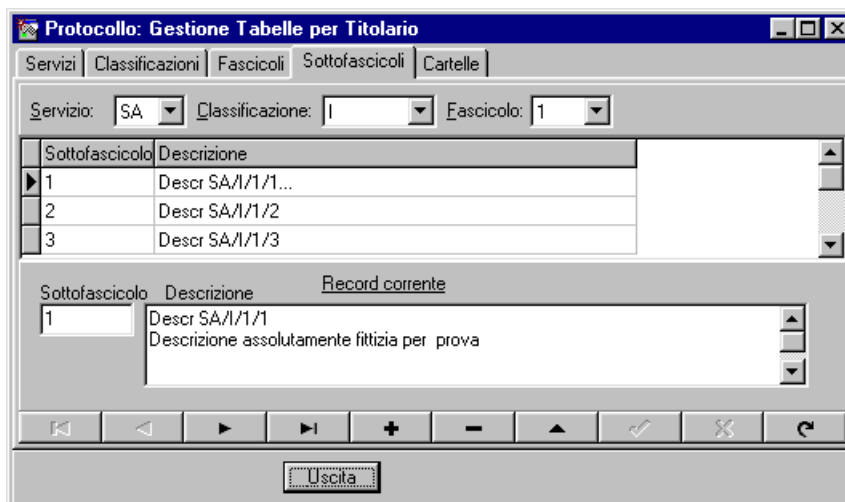 Protocollo: Gestione Tabelle per Titolario
Servizi Classificazioni Fascicoli Sottofascicoli Cartelle
Servizio: SA Classificazione: I Fascicolo: 1
Sottofascicolo Descrizione
1 Descr SA/I/1/1...
2 Descr SA/I/1/2
3 Descr SA/I/1/3
Record corrente
Sottofascicolo Descrizione
1 Descr SA/I/1/1
Descrizione assolutamente fittizia per prova
Uscita